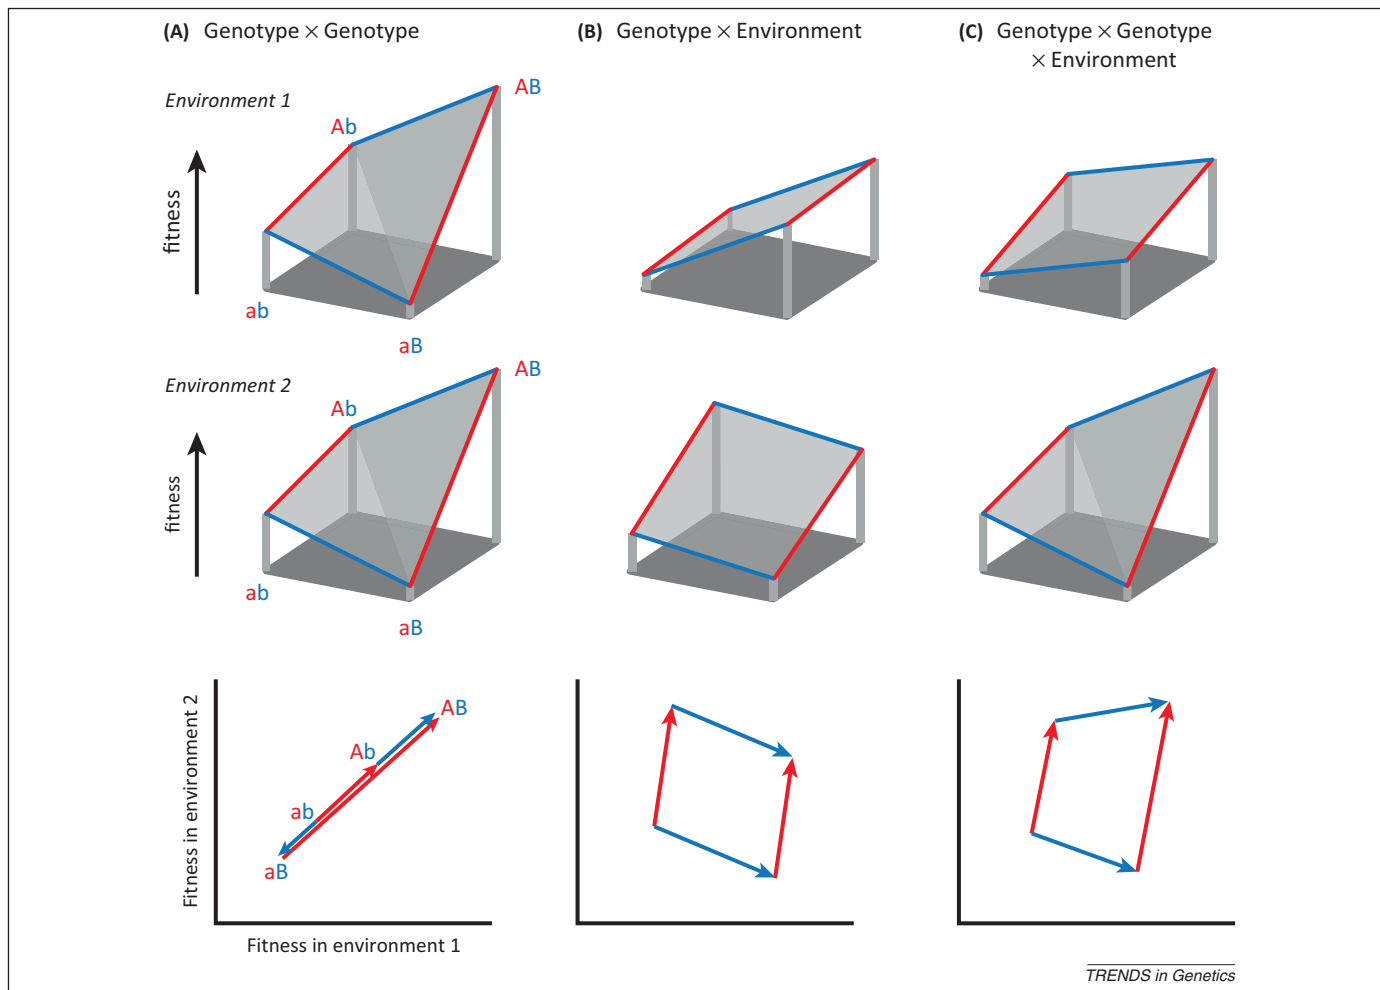 (A) Genotype × Genotype
(B) Genotype × Environment
(C) Genotype × Genotype
× Environment
Environment 1
fitness
Ab
AB
ab
aB
Environment 2
fitness
Ab
AB
ab
aB
Fitness in environment 2
AB
Ab
ab
aB
Fitness in environment 1
TRENDS in Genetics